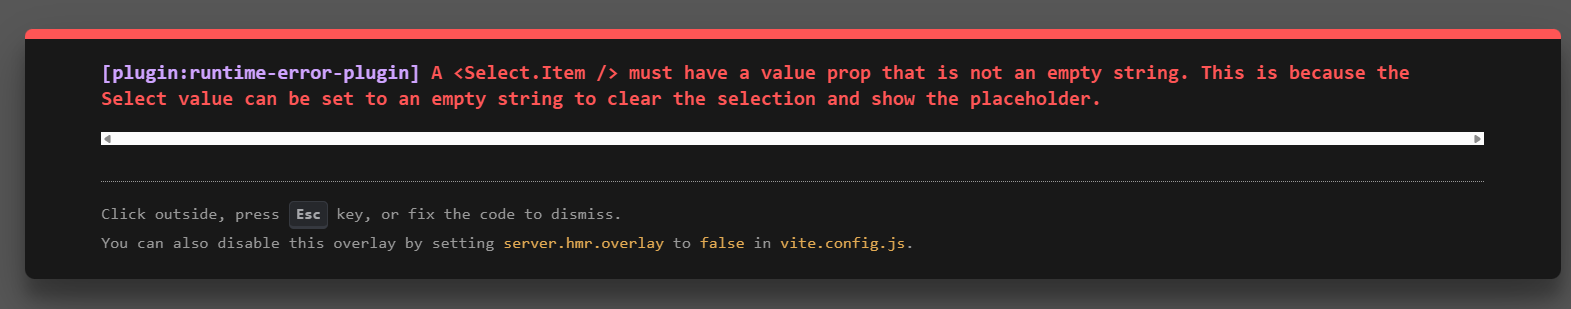 [plugin:runtime-error-plugin] A <Select.Item /> must have a value prop that is not an empty string. This is because the
Select value can be set to an empty string to clear the selection and show the placeholder.
Click outside, press Esc key, or fix the code to dismiss.
You can also disable this overlay by setting server.hmr.overlay to false in vite.config.js.